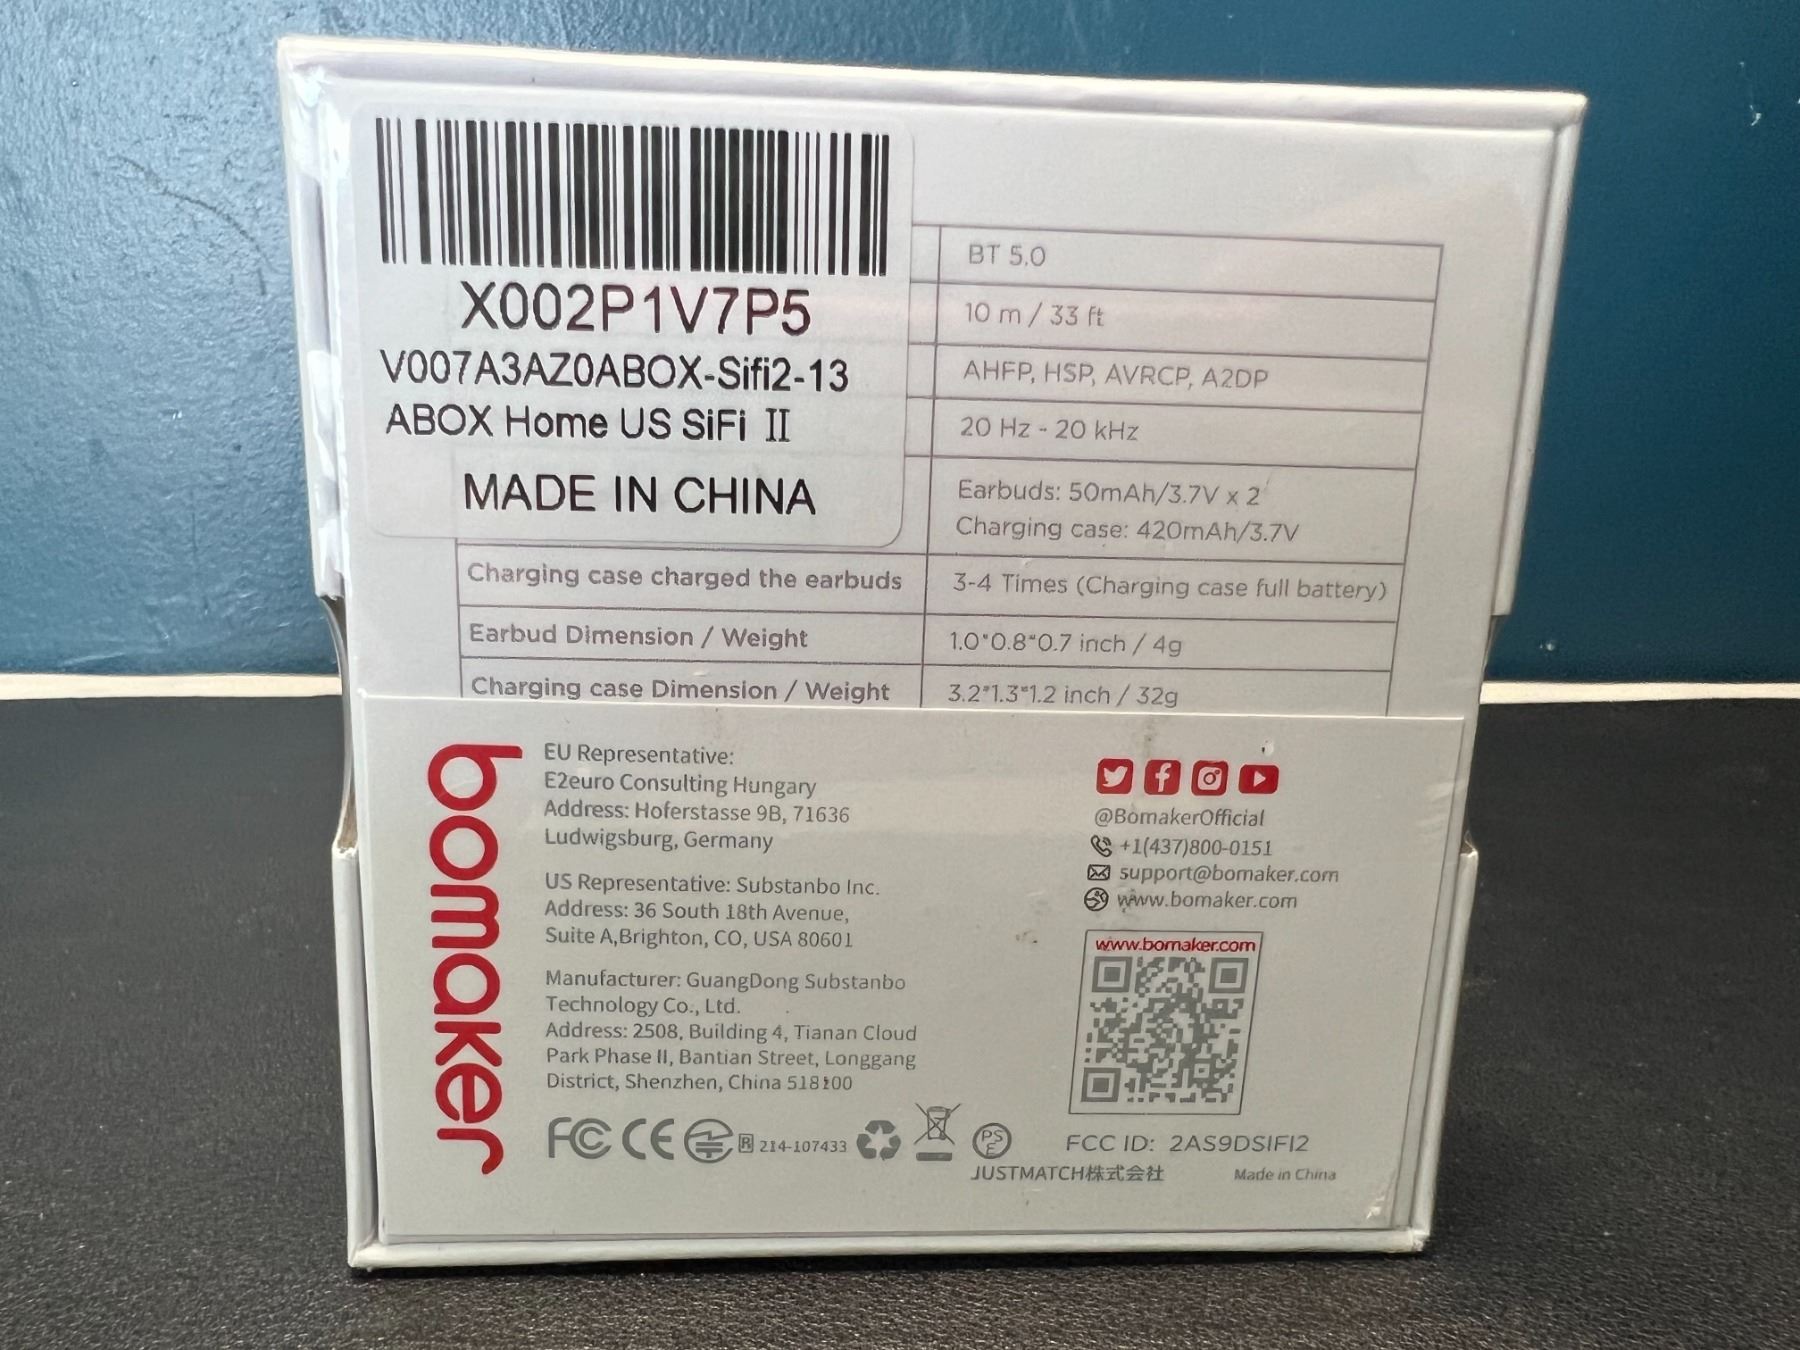 X002P1V7P5
V007A3AZ0ABOX-Sifi2-13
ABOX Home US SiFi II
MADE IN CHINA
BT 5.0
10 m / 33 ft
AHFP, HSP, AVRCP, A2DP
20 Hz - 20 kHz
Earbuds: 50mAh/3.7V x 2
Charging case: 420mAh/3.7V
Charging case charged the earbuds 3-4 Times (Charging case full battery)
Earbud Dimension / Weight 1.0*0.8*0.7 inch / 4g
Charging case Dimension / Weight 3.2*1.3*1.2 inch / 32g
bomaker
EU Representative:
E2euro Consulting Hungary
Address: Hoferstasse 9B, 71636
Ludwigsburg, Germany
US Representative: Substanbo Inc.
Address: 36 South 18th Avenue,
Suite A,Brighton, CO, USA 80601
Manufacturer: GuangDong Substanbo
Technology Co., Ltd.
Address: 2508, Building 4, Tianan Cloud
Park Phase II, Bantian Street, Longgang
District, Shenzhen, China 518100
@BomakerOfficial
+1(437)800-0151
support@bomaker.com
www.bomaker.com
www.bomaker.com
FC CE R 214-107433 PSE
FCC ID: 2AS9DSIFI2
JUSTMATCH株式会社
Made in China